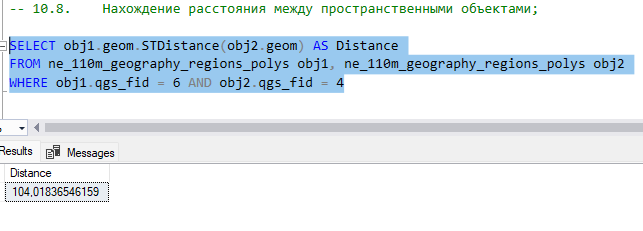 -- 10.8. Нахождение расстояния между пространственными объектами;
SELECT obj1.geom.STDistance(obj2.geom) AS Distance
FROM ne_110m_geography_regions_polys obj1, ne_110m_geography_regions_polys obj2
WHERE obj1.qgs_fid = 6 AND obj2.qgs_fid = 4
Results Messages
Distance
104,01836546159